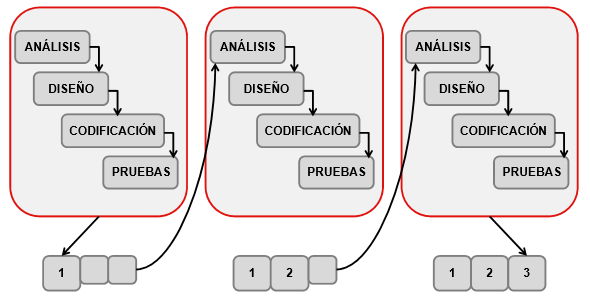 ANÁLISIS
DISEÑO
CODIFICACIÓN
PRUEBAS
ANÁLISIS
DISEÑO
CODIFICACIÓN
PRUEBAS
ANÁLISIS
DISEÑO
CODIFICACIÓN
PRUEBAS
1
1 2
1 2 3